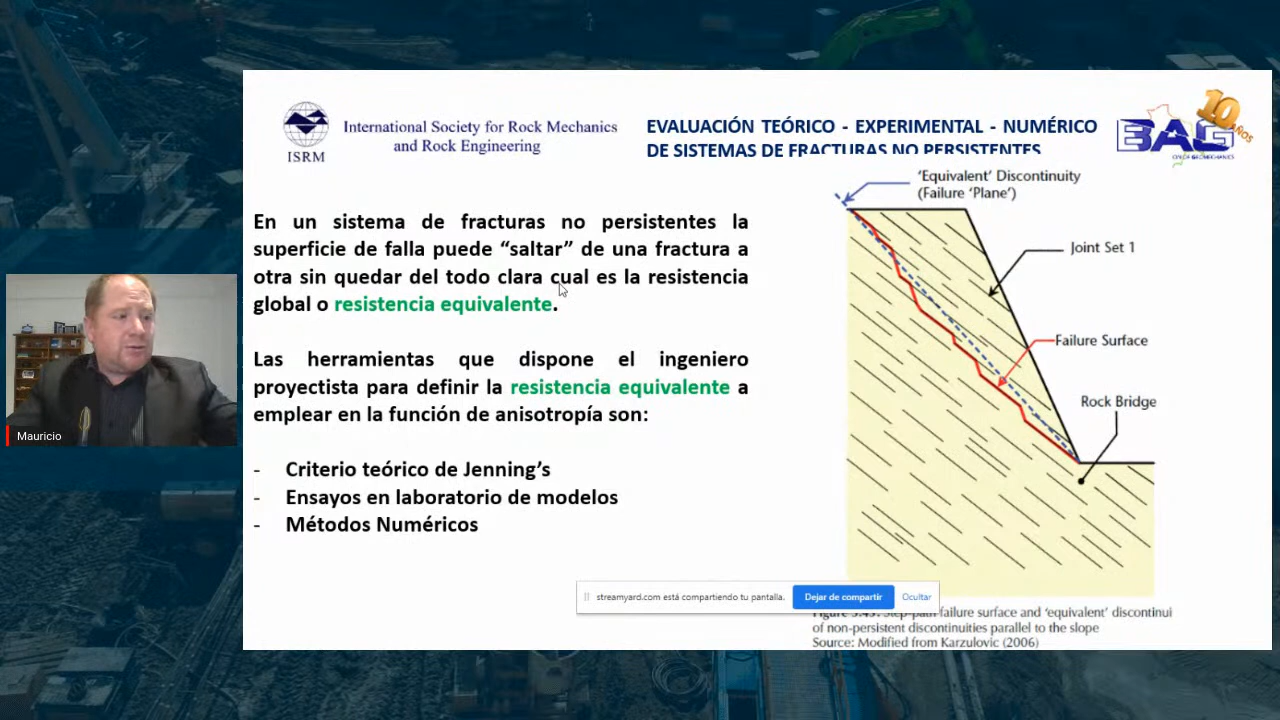 International Society for Rock Mechanics
and Rock Engineering
ISRM
EVALUACIÓN TEÓRICO - EXPERIMENTAL - NUMÉRICO
DE SISTEMAS DE FRACTURAS NO PERSISTENTES
10
AÑOS
BAG
En un sistema de fracturas no persistentes la
superficie de falla puede “saltar” de una fractura a
otra sin quedar del todo clara cual es la resistencia
global o resistencia equivalente.
Las herramientas que dispone el ingeniero
proyectista para definir la resistencia equivalente a
emplear en la función de anisotropía son:
- Criterio teórico de Jenning’s
- Ensayos en laboratorio de modelos
- Métodos Numéricos
‘Equivalent’ Discontinuity
(Failure ‘Plane’)
Joint Set 1
Failure Surface
Rock Bridge
Mauricio
streamyard.com está compartiendo tu pantalla.
Dejar de compartir
Ocultar
Step-path failure surface and ‘equivalent’ discontinui
of non-persistent discontinuities parallel to the slope
Source: Modified from Karzulovic (2006)